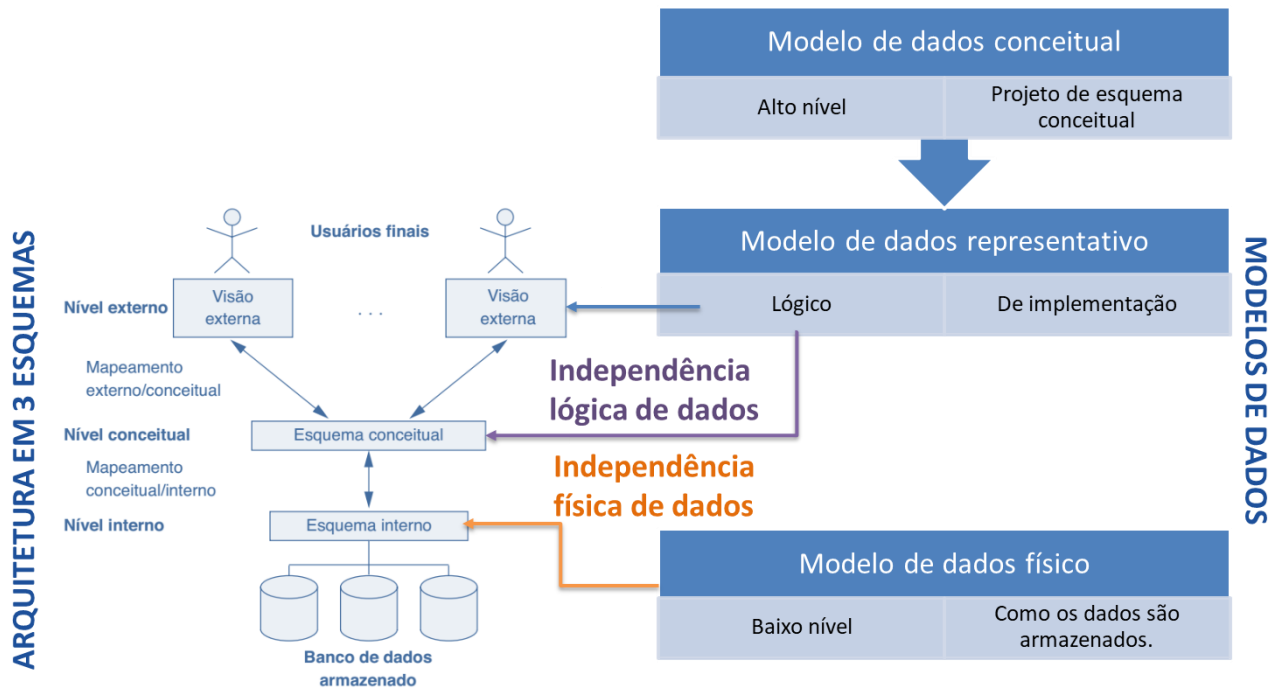 ARQUITETURA EM 3 ESQUEMAS
Usuários finais
Nível externo
Visão
externa
. . .
Visão
externa
Mapeamento
externo/conceitual
Nível conceitual
Esquema conceitual
Mapeamento
conceitual/interno
Nível interno
Esquema interno
Banco de dados
armazenado
Independência
lógica de dados
Independência
física de dados
Modelo de dados conceitual
Alto nível
Projeto de esquema
conceitual
Modelo de dados representativo
Lógico
De implementação
Modelo de dados físico
Baixo nível
Como os dados são
armazenados.
MODELOS DE DADOS